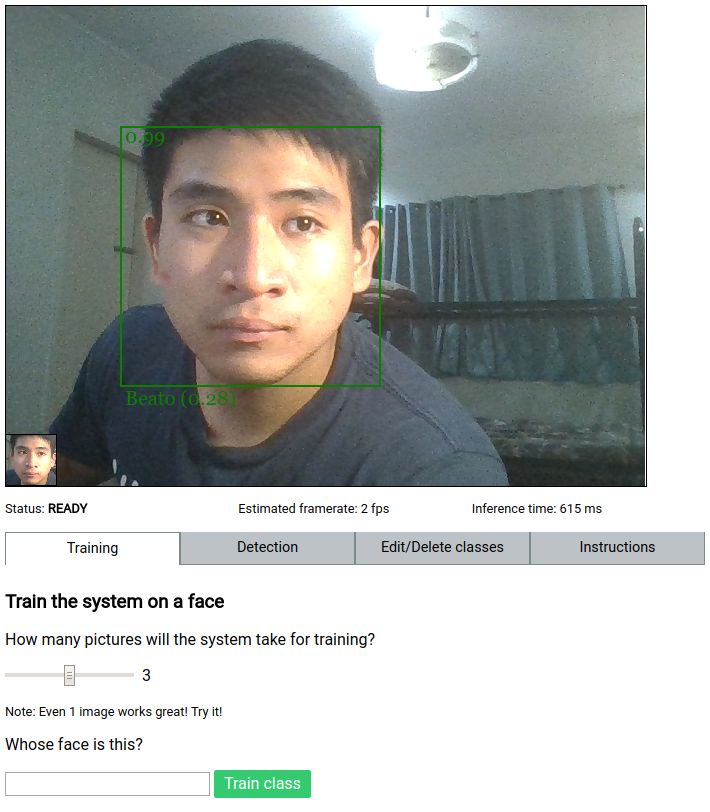 0.99
Beato (0.28)
Status: READY Estimated framerate: 2 fps Inference time: 615 ms
Training Detection Edit/Delete classes Instructions
Train the system on a face
How many pictures will the system take for training?
3
Note: Even 1 image works great! Try it!
Whose face is this?
Train class